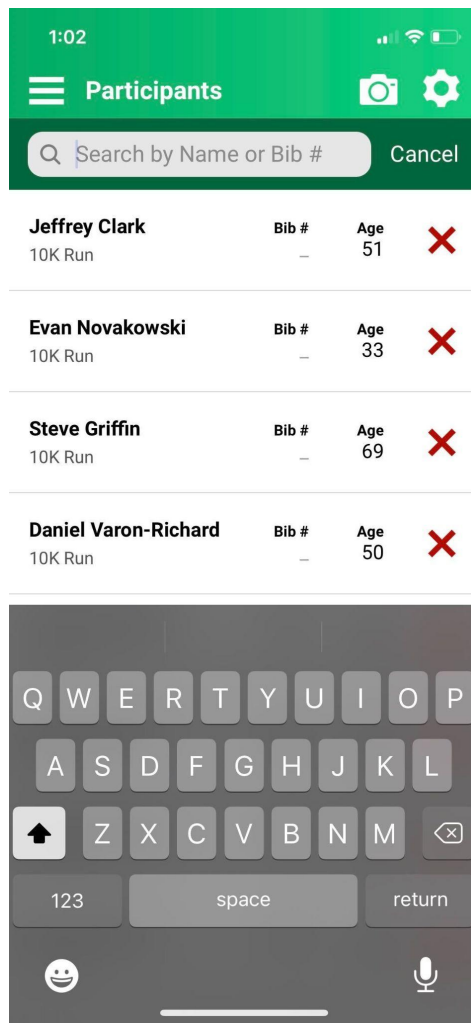 1:02
Participants
Search by Name or Bib #
Cancel
Jeffrey Clark
Bib #
Age
10K Run
–
51
Evan Novakowski
Bib #
Age
10K Run
–
33
Steve Griffin
Bib #
Age
10K Run
–
69
Daniel Varon-Richard
Bib #
Age
10K Run
–
50
Q W E R T Y U I O P
A S D F G H J K L
Z X C V B N M
123
space
return